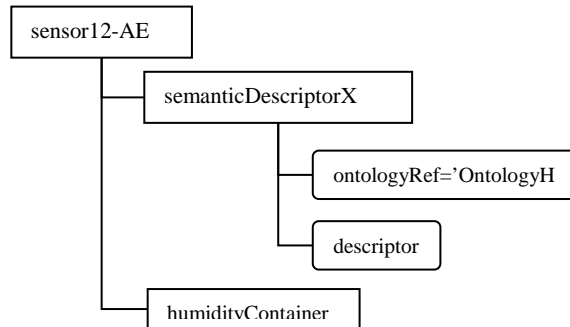 sensor12-AE
semanticDescriptorX
ontologyRef=’OntologyH
descriptor
humidityContainer